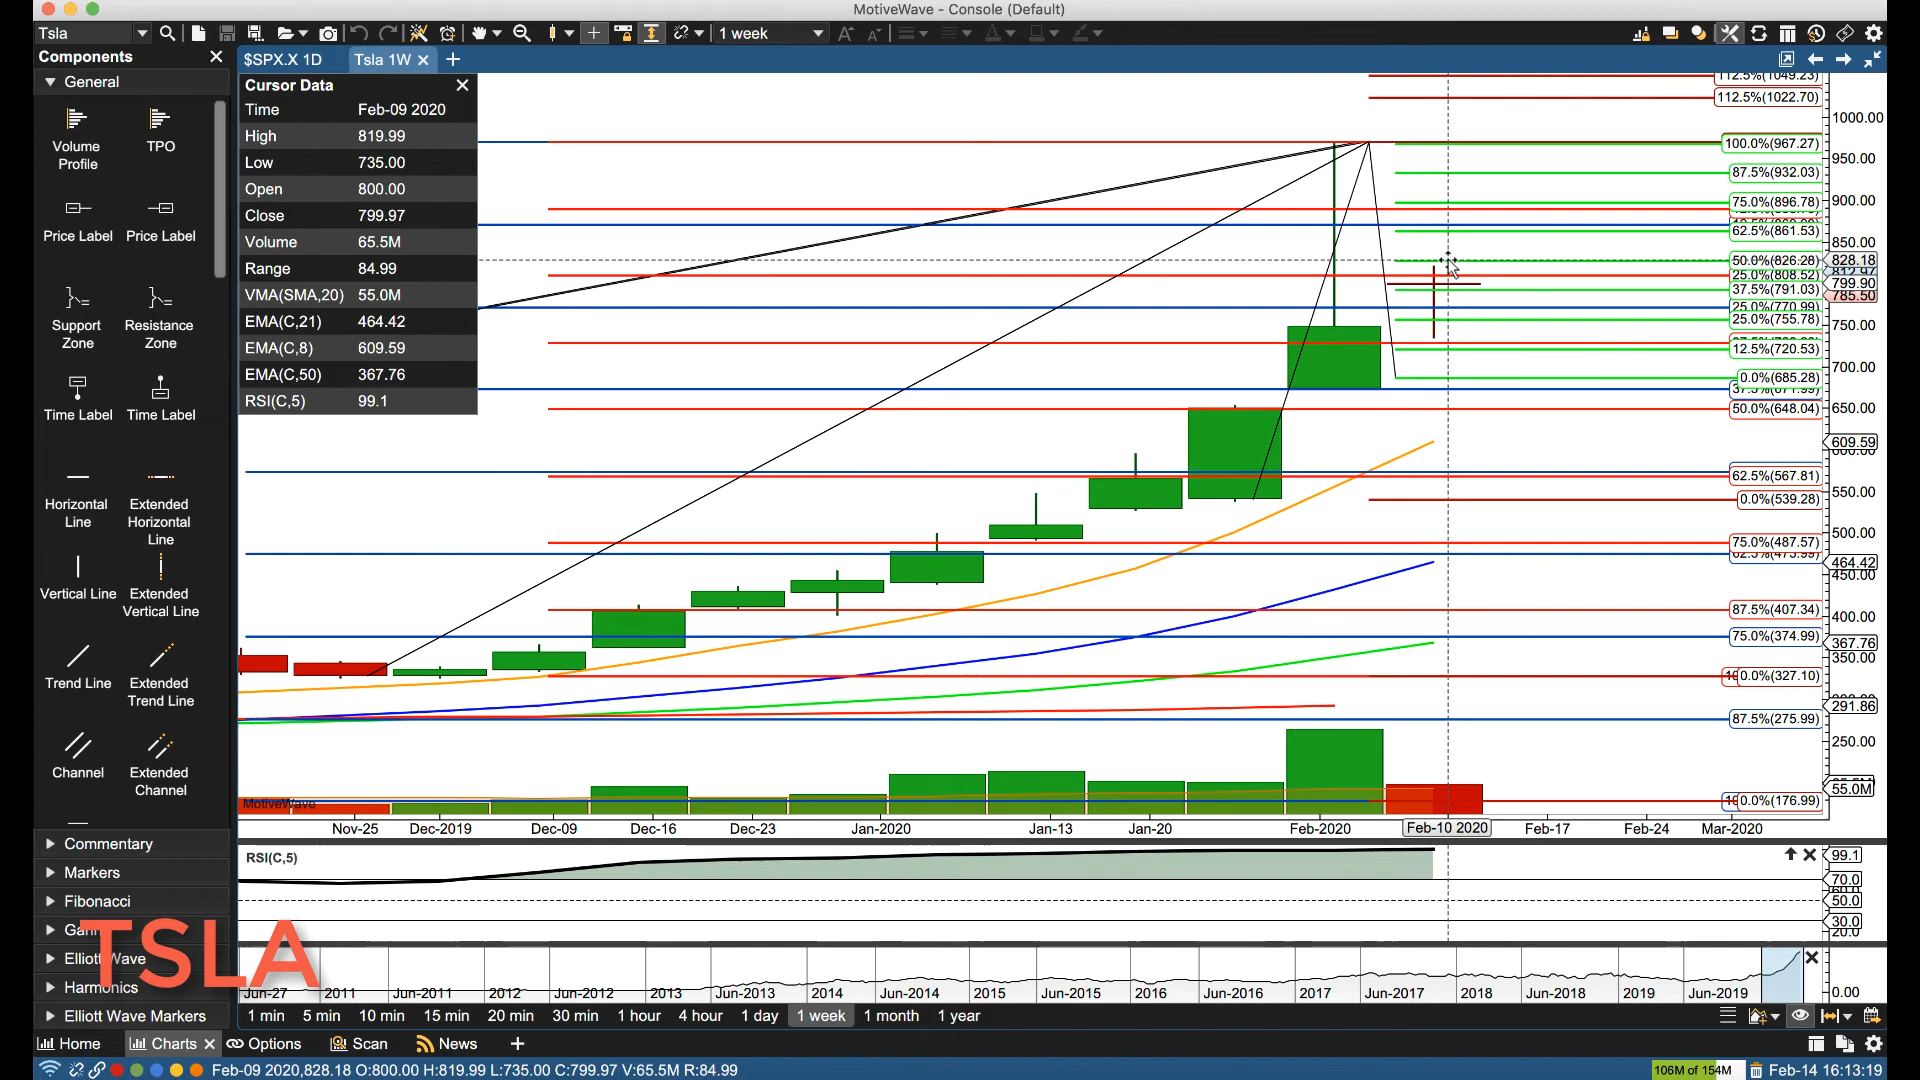 MotiveWave - Console (Default)
Tsla
1 week
Components
$SPX.X 1D
Tsla 1W
General
Volume Profile
TPO
Price Label
Price Label
Support Zone
Resistance Zone
Time Label
Time Label
Horizontal Line
Extended Horizontal Line
Vertical Line
Extended Vertical Line
Trend Line
Extended Trend Line
Channel
Extended Channel
Commentary
Markers
Fibonacci
Elliott Wave
Harmonics
Elliott Wave Markers
TSLA
Cursor Data
Time Feb-09 2020
High 819.99
Low 735.00
Open 800.00
Close 799.97
Volume 65.5M
Range 84.99
VMA(SMA,20) 55.0M
EMA(C,21) 464.42
EMA(C,8) 609.59
EMA(C,50) 367.76
RSI(C,5) 99.1
112.5%(1049.23)
112.5%(1022.70)
100.0%(967.27)
87.5%(932.03)
75.0%(896.78)
62.5%(861.53)
50.0%(826.28)
25.0%(808.52)
37.5%(791.03)
25.0%(770.99)
25.0%(755.78)
12.5%(720.53)
0.0%(685.28)
50.0%(648.04)
62.5%(567.81)
0.0%(539.28)
75.0%(487.57)
87.5%(407.34)
75.0%(374.99)
0.0%(327.10)
87.5%(275.99)
0.0%(176.99)
1000.00
950.00
900.00
850.00
828.18
812.97
799.90
785.50
750.00
700.00
650.00
609.59
600.00
550.00
500.00
464.42
450.00
400.00
367.76
350.00
291.86
250.00
55.0M
MotiveWave
Nov-25
Dec-2019
Dec-09
Dec-16
Dec-23
Jan-2020
Jan-13
Jan-20
Feb-2020
Feb-10 2020
Feb-17
Feb-24
Mar-2020
RSI(C,5)
99.1
70.0
50.0
30.0
20.0
Jun-27
2011
Jun-2011
2012
Jun-2012
2013
Jun-2013
2014
Jun-2014
2015
Jun-2015
2016
Jun-2016
2017
Jun-2017
2018
Jun-2018
2019
Jun-2019
0.00
1 min
5 min
10 min
15 min
20 min
30 min
1 hour
4 hour
1 day
1 week
1 month
1 year
Home
Charts
Options
Scan
News
Feb-09 2020,828.18 O:800.00 H:819.99 L:735.00 C:799.97 V:65.5M R:84.99
106M of 154M
Feb-14 16:13:19